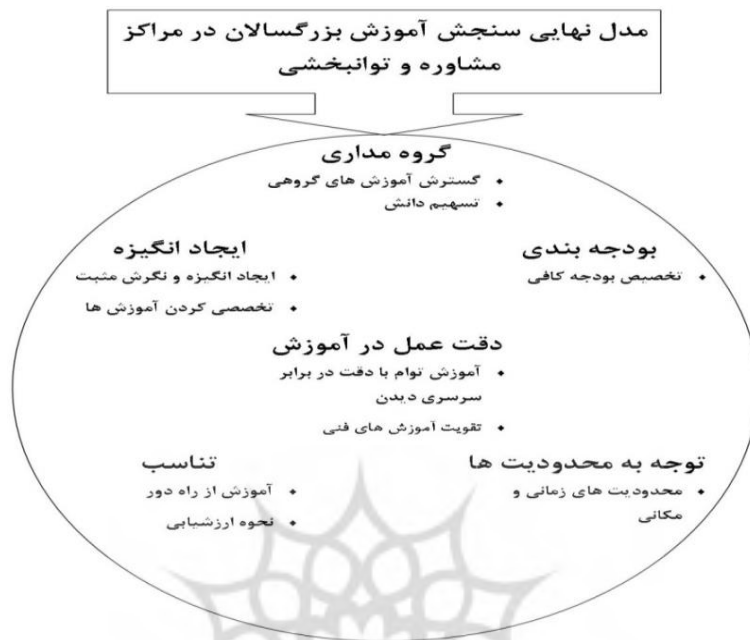 مدل نهایی سنجش آموزش بزرگسالان در مراکز
مشاوره و توانبخشی
گروه مداری
• گسترش آموزش های گروهی
• تسهیم دانش
بودجه بندی
• تخصیص بودجه کافی
ایجاد انگیزه
• ایجاد انگیزه و نگرش مثبت
• تخصصی کردن آموزش ها
دقت عمل در آموزش
• آموزش توام با دقت در برابر
سرسری دیدن
• تقویت آموزش های فنی
توجه به محدودیت ها
• محدودیت های زمانی و
مکانی
تناسب
• آموزش از راه دور
• نحوه ارزشیابی